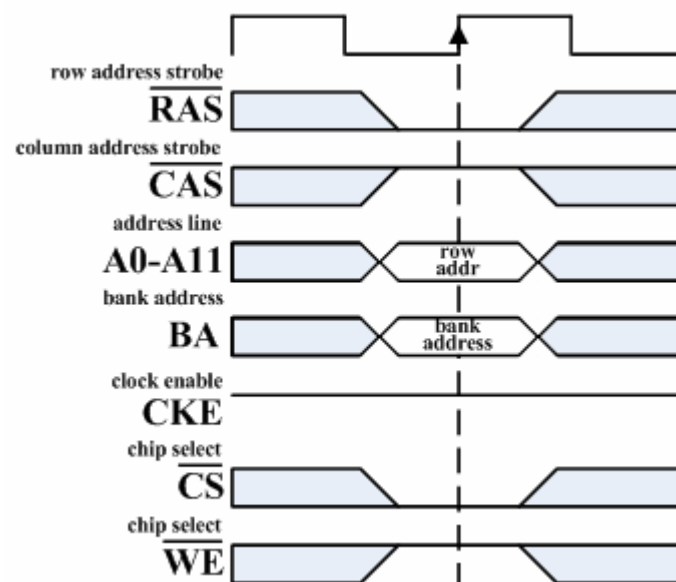 row address strobe
RAS
column address strobe
CAS
address line
A0-A11
row
addr
bank address
BA
bank
address
clock enable
CKE
chip select
CS
chip select
WE